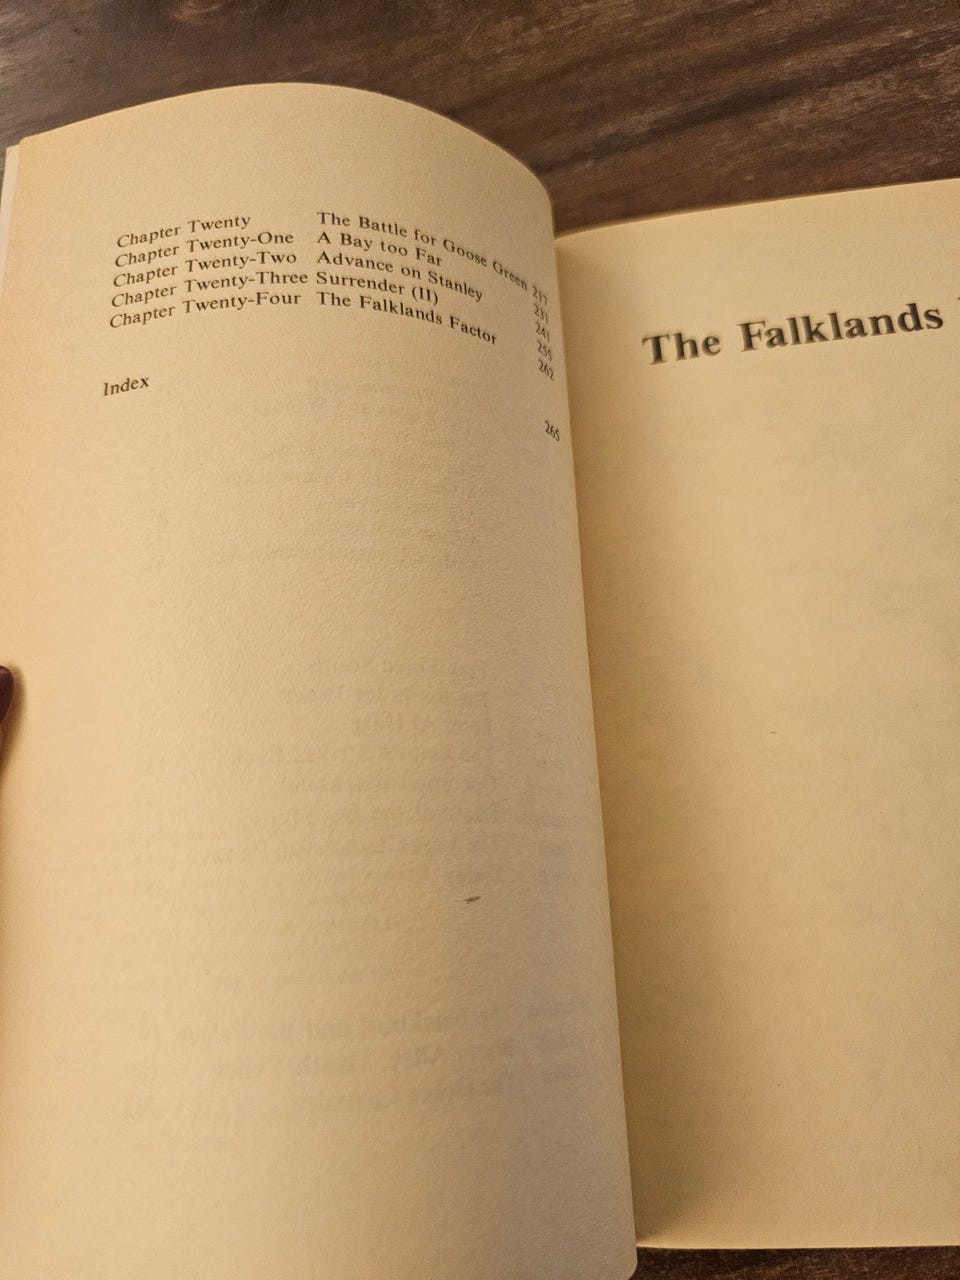 Chapter Twenty The Battle for Goose Green 217
Chapter Twenty-One A Bay too Far 231
Chapter Twenty-Two Advance on Stanley 241
Chapter Twenty-Three Surrender (II) 255
Chapter Twenty-Four The Falklands Factor 262
Index 265
The Falklands